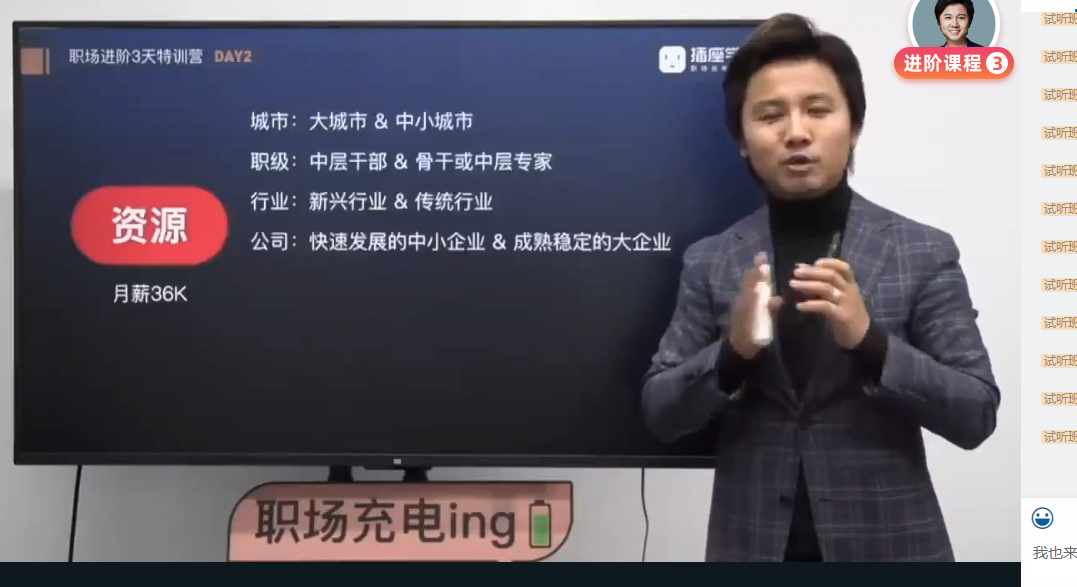 职场进阶3天特训营 DAY2
插座学
进阶课程3
城市：大城市 & 中小城市
职级：中层干部 & 骨干或中层专家
行业：新兴行业 & 传统行业
公司：快速发展的中小企业 & 成熟稳定的大企业
资源
月薪36K
职场充电ing
试听班
试听班
试听班
试听班
试听班
试听班
试听班
试听班
试听班
试听班
试听班
试听班
我也来